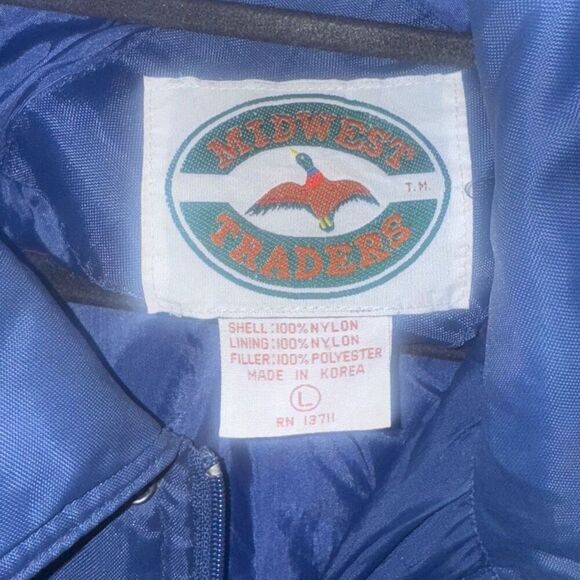 MIDWEST
T.M.
TRADERS
SHELL:100% NYLON
LINING:100% NYLON
FILLER:100% POLYESTER
MADE IN KOREA
L
RN 13711